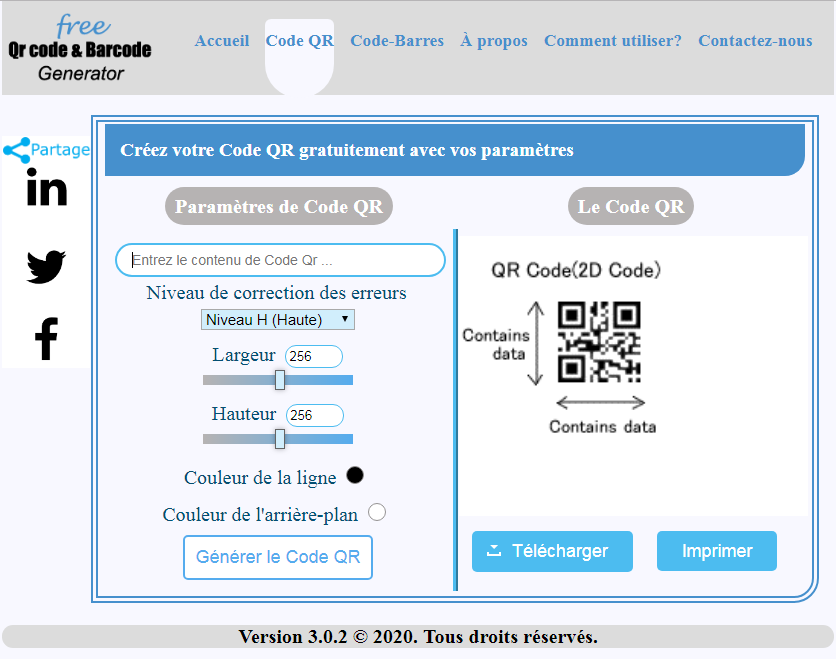 free
Qr code & Barcode
Generator
Accueil Code QR Code-Barres À propos Comment utiliser? Contactez-nous
Partage
Créez votre Code QR gratuitement avec vos paramètres
Paramètres de Code QR
Entrez le contenu de Code Qr ...
Niveau de correction des erreurs
Niveau H (Haute)
Largeur 256
Hauteur 256
Couleur de la ligne
Couleur de l'arrière-plan
Générer le Code QR
Le Code QR
QR Code(2D Code)
Contains
data
Contains data
Télécharger Imprimer
Version 3.0.2 © 2020. Tous droits réservés.